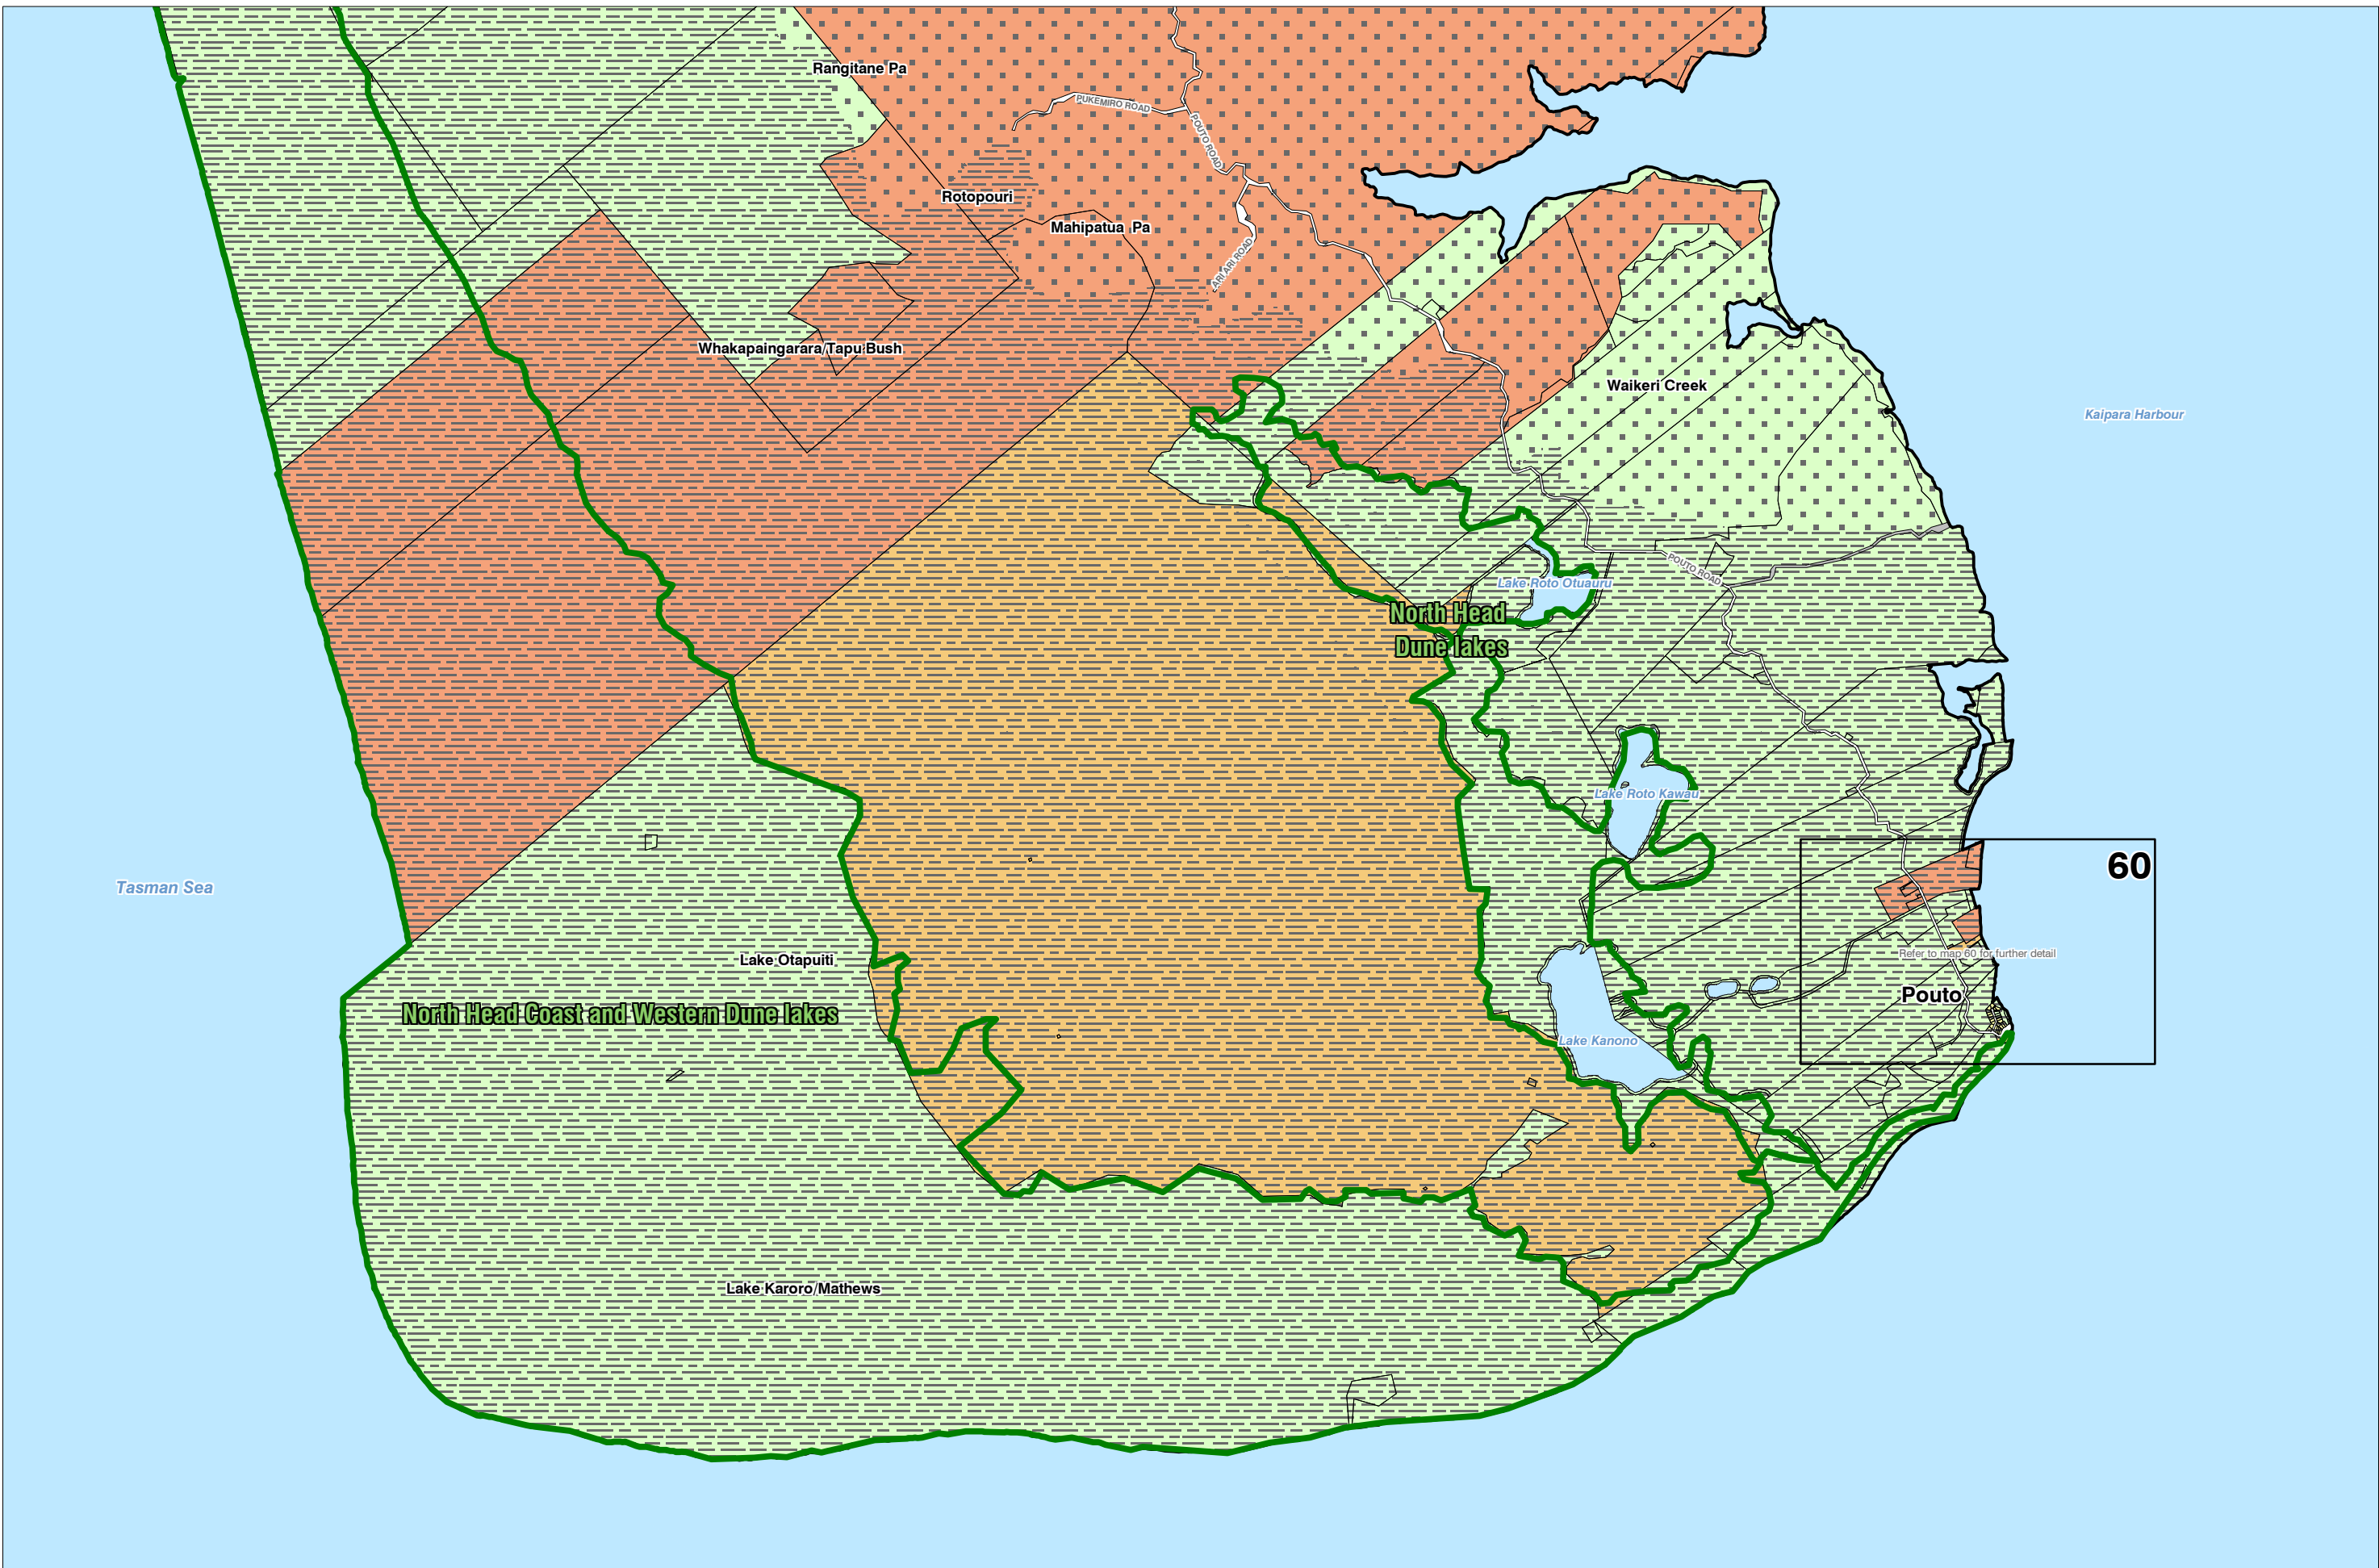 Rangitane Pa
PUKEMIRO ROAD
POUTO ROAD
Rotopouri
Mahipatua Pa
ARI ARI ROAD
Whakapaingarara/Tapu Bush
Waikeri Creek
Kaipara Harbour
POUTO ROAD
Lake Roto Otuauru
North Head
Dune lakes
Lake Roto Kawau
60
Tasman Sea
Refer to map 60 for further detail
Lake Otapuiti
Pouto
North Head Coast and Western Dune lakes
Lake Kanono
Lake Karoro/Mathews